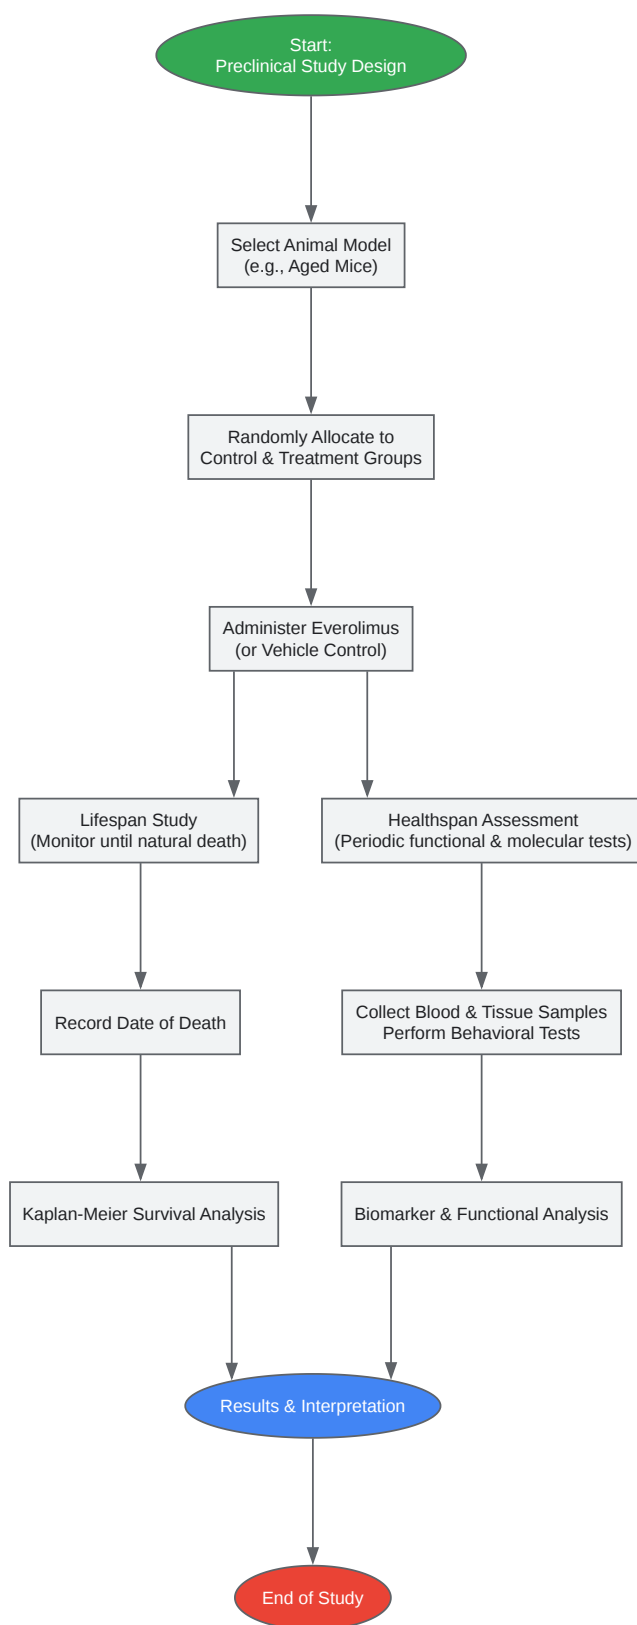 Start:
Preclinical Study Design
Select Animal Model
(e.g., Aged Mice)
Randomly Allocate to
Control & Treatment Groups
Administer Everolimus
(or Vehicle Control)
Lifespan Study
(Monitor until natural death)
Healthspan Assessment
(Periodic functional & molecular tests)
Record Date of Death
Collect Blood & Tissue Samples
Perform Behavioral Tests
Kaplan-Meier Survival Analysis
Biomarker & Functional Analysis
Results & Interpretation
End of Study